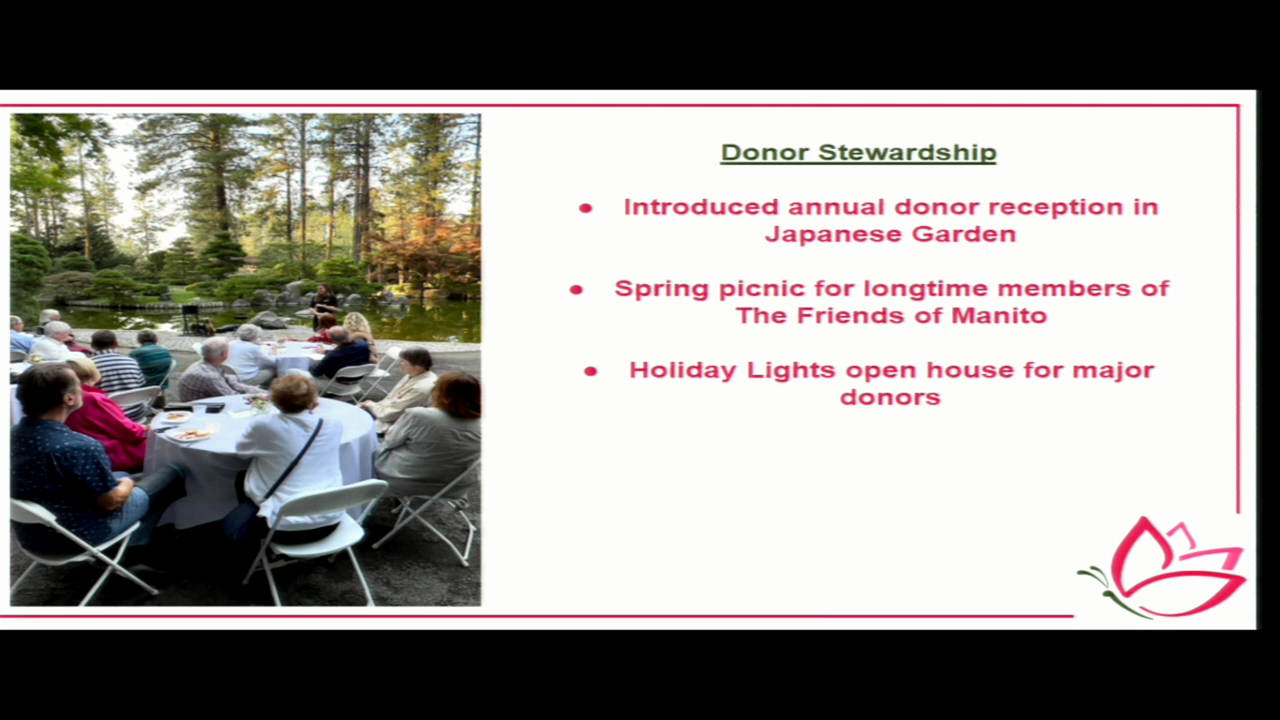 Donor Stewardship
● Introduced annual donor reception in
Japanese Garden
● Spring picnic for longtime members of
The Friends of Manito
● Holiday Lights open house for major
donors